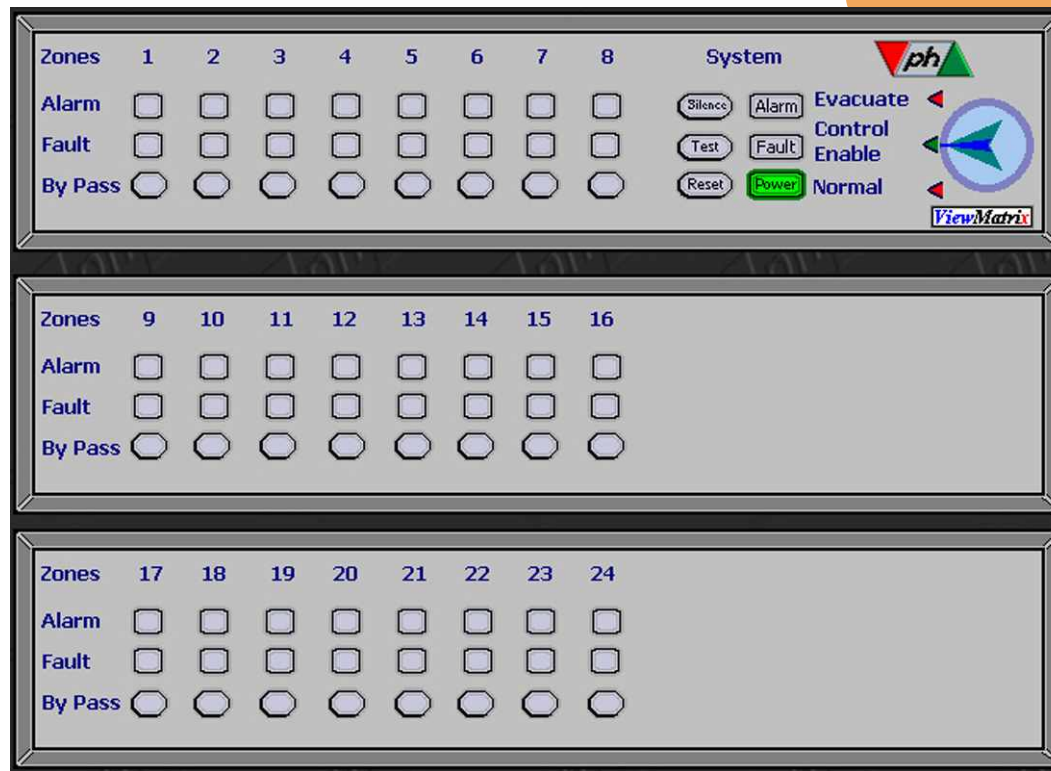 Zones 1 2 3 4 5 6 7 8 System ph
Alarm Silence Alarm Evacuate
Fault Test Fault Control Enable
By Pass Reset Power Normal
ViewMatrix
Zones 9 10 11 12 13 14 15 16
Alarm
Fault
By Pass
Zones 17 18 19 20 21 22 23 24
Alarm
Fault
By Pass